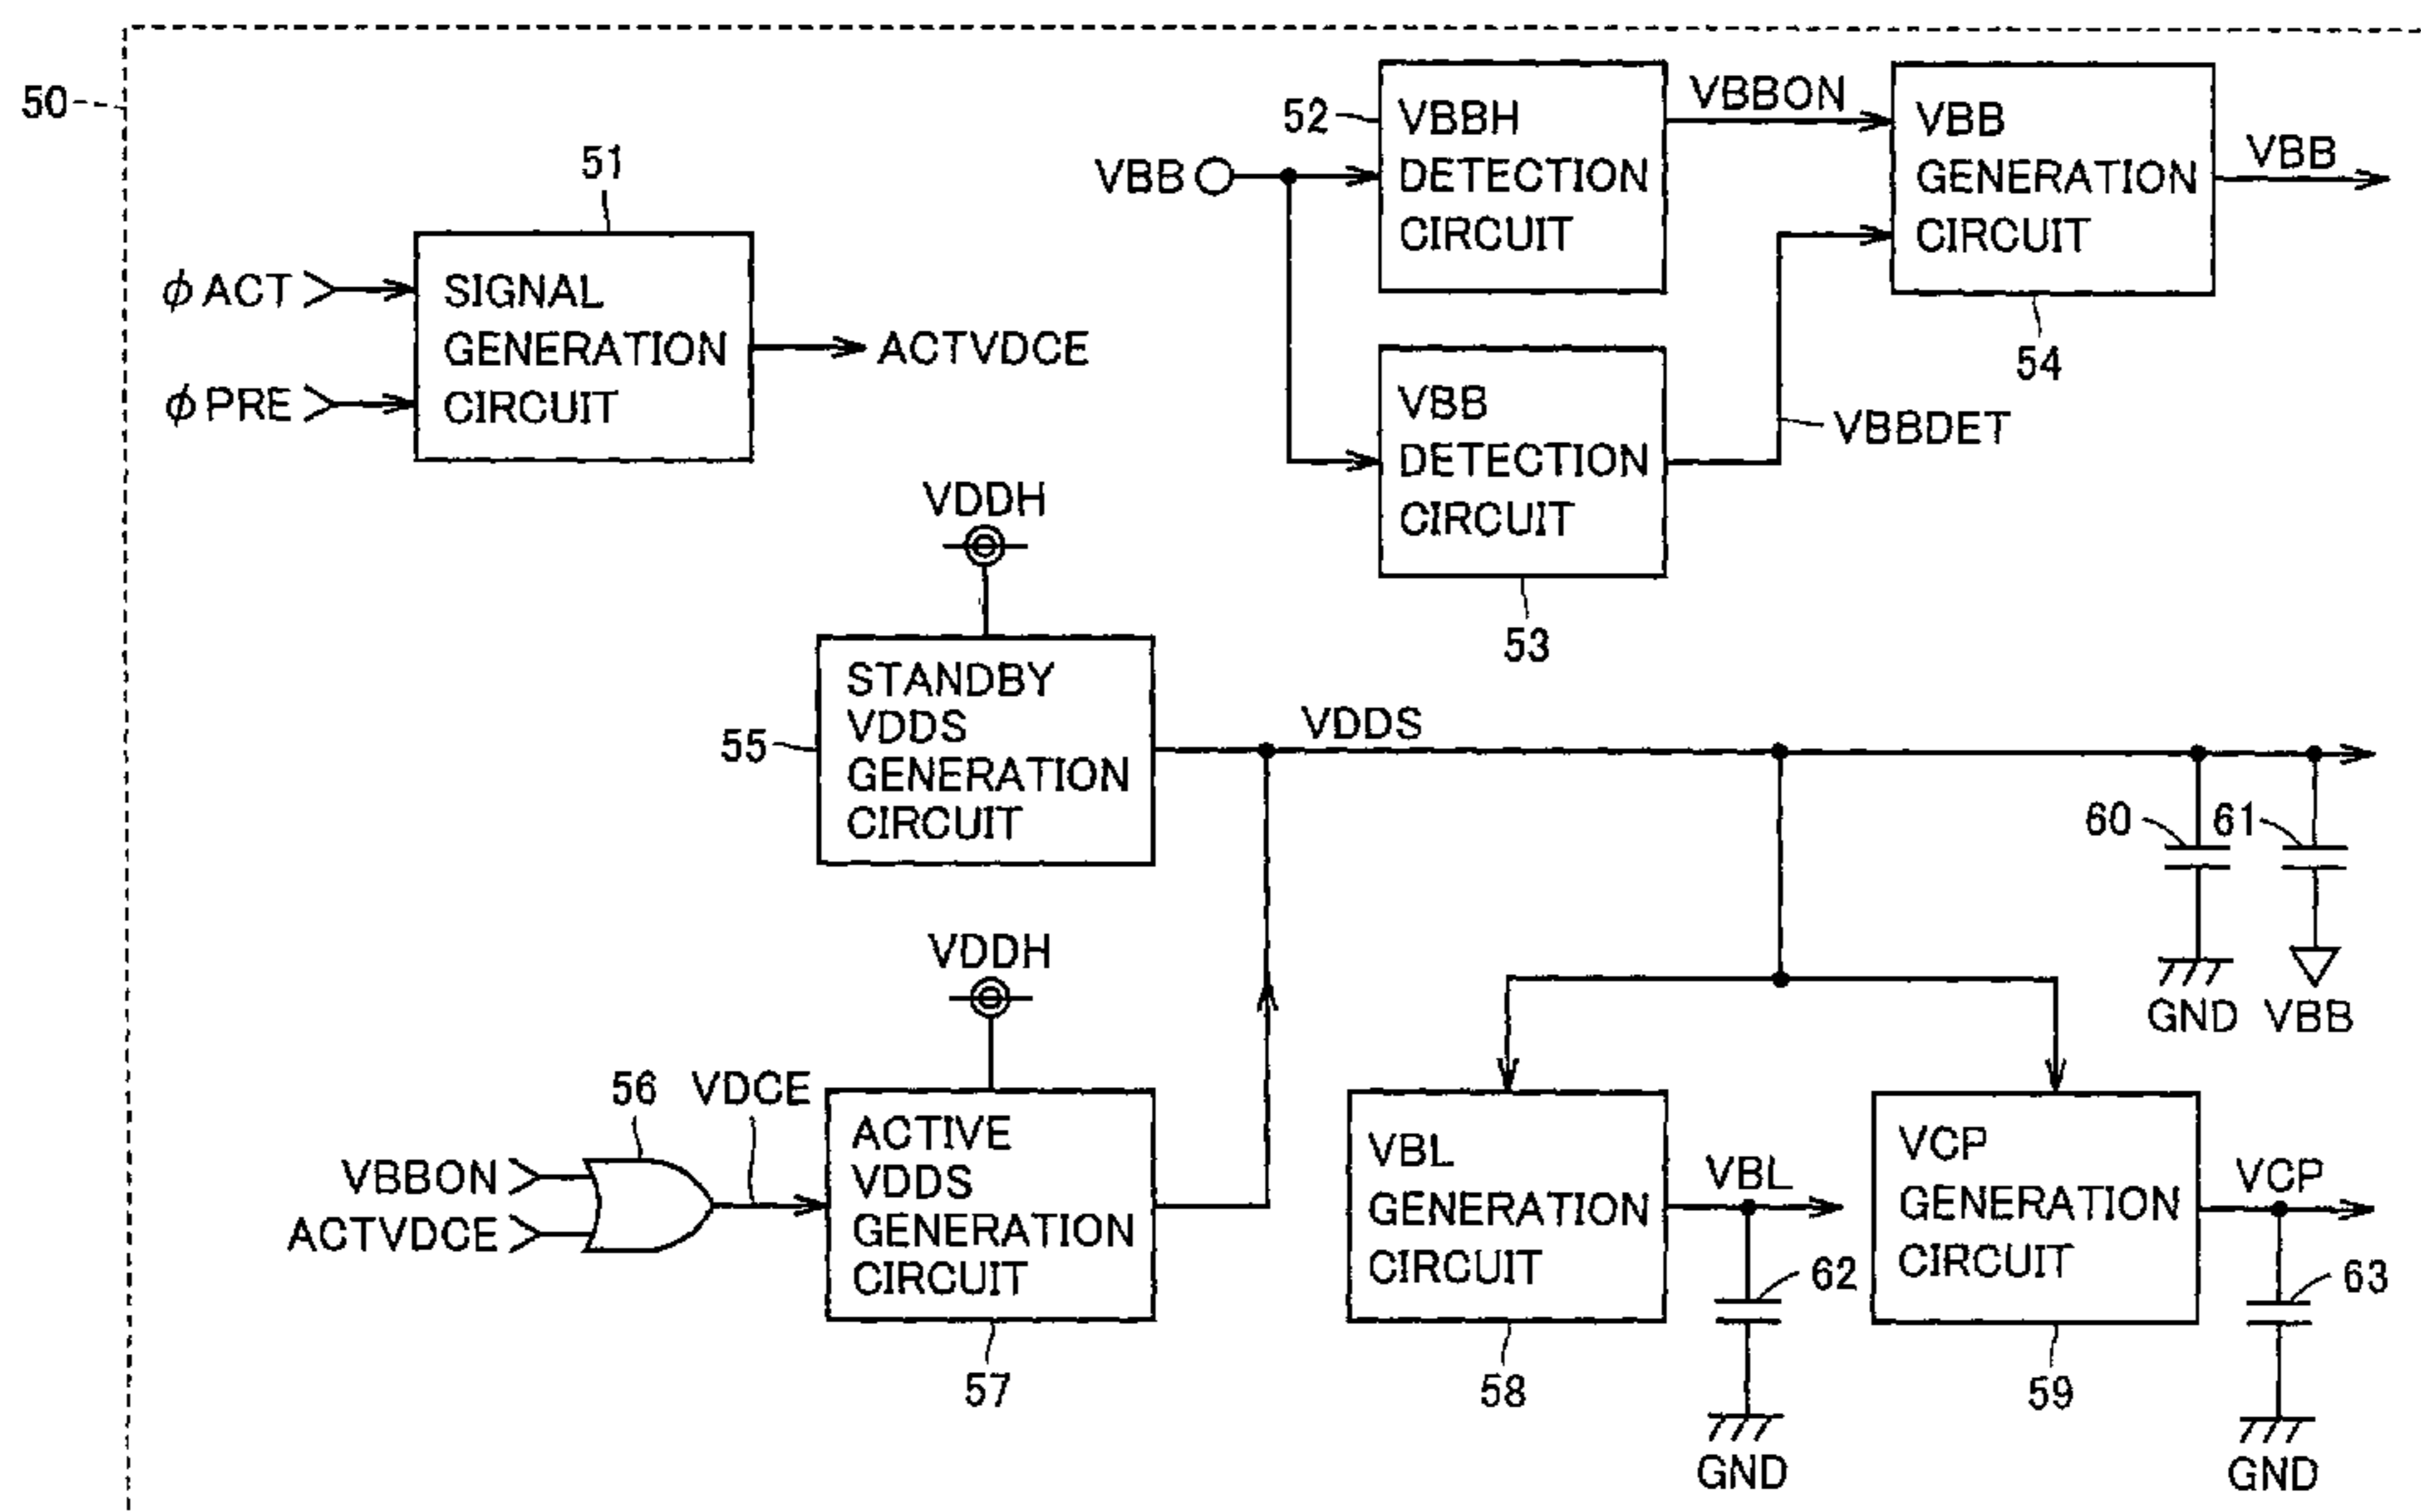 50
51
φACT
φPRE
SIGNAL
GENERATION
CIRCUIT
ACTVDCE
VBB
52
VBBH
DETECTION
CIRCUIT
VBBON
VBB
GENERATION
CIRCUIT
VBB
54
VBB
DETECTION
CIRCUIT
VBBDET
53
VDDH
STANDBY
VDDS
GENERATION
CIRCUIT
55
VDDS
60
61
GND
VBB
VDDH
VBBON
ACTVDCE
56
VDCE
ACTIVE
VDDS
GENERATION
CIRCUIT
57
VBL
GENERATION
CIRCUIT
58
VBL
62
GND
VCP
GENERATION
CIRCUIT
59
VCP
63
GND